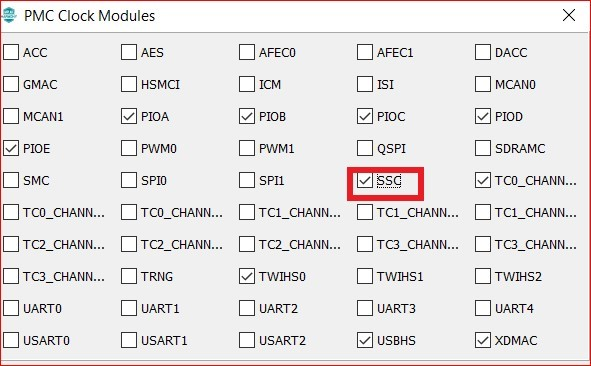 PMC Clock Modules
ACC AES AFEC0 AFEC1 DACC
GMAC HSMCI ICM ISI MCAN0
MCAN1 PIOA PIOB PIOC PIOD
PIOE PWM0 PWM1 QSPI SDRAMC
SMC SPI0 SPI1 SSC TC0_CHANN...
TC0_CHANN... TC0_CHANN... TC1_CHANN... TC1_CHANN... TC1_CHANN...
TC2_CHANN... TC2_CHANN... TC2_CHANN... TC3_CHANN... TC3_CHANN...
TC3_CHANN... TRNG TWIHS0 TWIHS1 TWIHS2
UART0 UART1 UART2 UART3 UART4
USART0 USART1 USART2 USBHS XDMAC